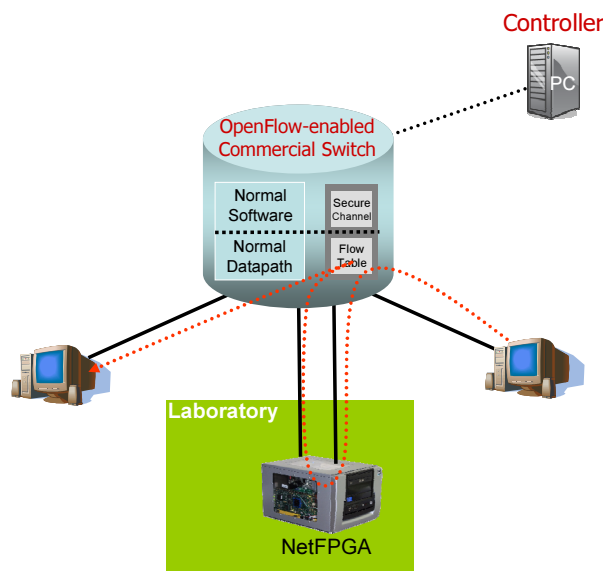 Controller
PC
OpenFlow-enabled
Commercial Switch
Normal
Software
Secure
Channel
Normal
Datapath
Flow
Table
Laboratory
NetFPGA